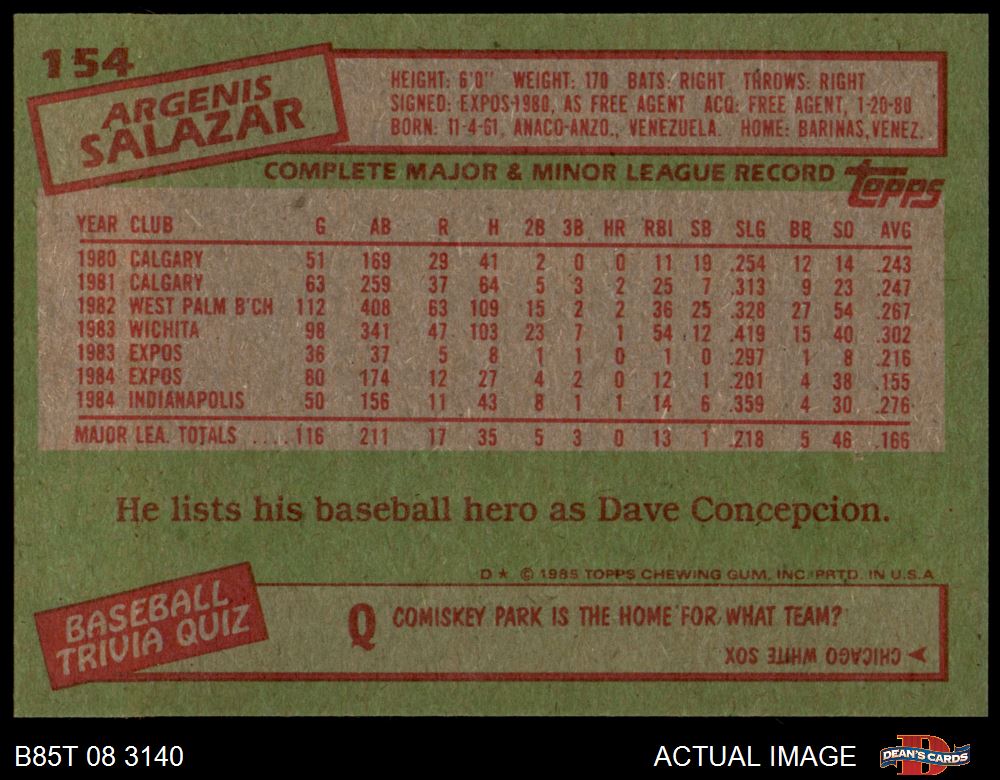 154
ARGENIS
SALAZAR
HEIGHT: 6'0" WEIGHT: 170 BATS: RIGHT THROWS: RIGHT
SIGNED: EXPOS-1980, AS FREE AGENT ACQ: FREE AGENT, 1-20-80
BORN: 11-4-61, ANACO-ANZO., VENEZUELA. HOME: BARINAS, VENEZ.
COMPLETE MAJOR & MINOR LEAGUE RECORD topps
YEAR CLUB G AB R H 2B 3B HR RBI SB SLG BB SO AVG
1980 CALGARY 51 169 29 41 2 0 0 11 19 .254 12 14 .243
1981 CALGARY 63 259 37 64 5 3 2 25 7 .313 9 23 .247
1982 WEST PALM B'CH 112 408 63 109 15 2 2 36 25 .328 27 54 .267
1983 WICHITA 98 341 47 103 23 7 1 54 12 .419 15 40 .302
1983 EXPOS 36 37 5 8 1 1 0 1 0 .297 1 8 .216
1984 EXPOS 80 174 12 27 4 2 0 12 1 .201 4 38 .155
1984 INDIANAPOLIS 50 156 11 43 8 1 1 14 6 .359 4 30 .276
MAJOR LEA. TOTALS ..... 116 211 17 35 5 3 0 13 1 .218 5 46 .166
He lists his baseball hero as Dave Concepcion.
D ★ © 1985 TOPPS CHEWING GUM, INC. PRTD. IN U.S.A.
BASEBALL
TRIVIA QUIZ
Q COMISKEY PARK IS THE HOME FOR WHAT TEAM?
CHICAGO WHITE SOX
B85T 08 3140 ACTUAL IMAGE DEAN'S CARDS